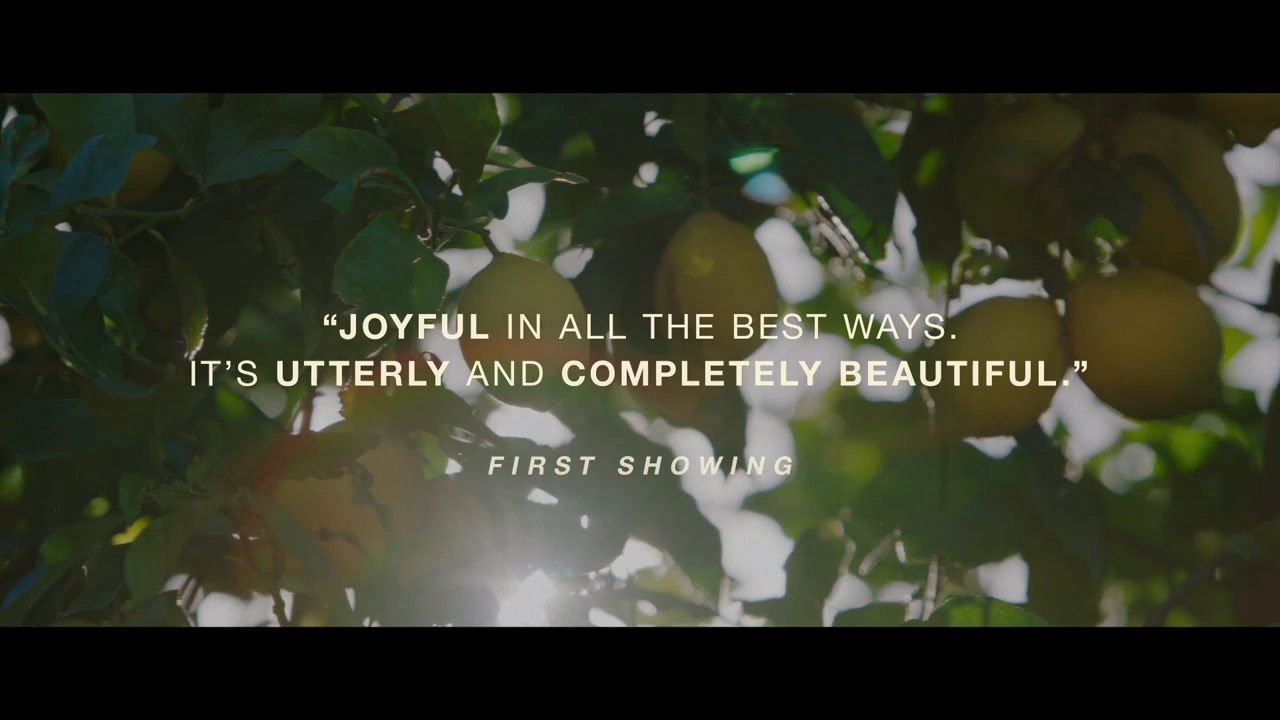 “JOYFUL IN ALL THE BEST WAYS.
IT’S UTTERLY AND COMPLETELY BEAUTIFUL.”
FIRST SHOWING